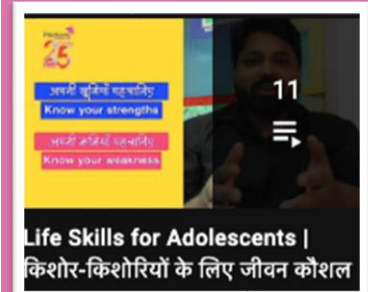 25
अपनी खूबियाँ पहचानिए
Know your strengths
अपनी कमियाँ पहचानिए
Know your weakness
11
Life Skills for Adolescents |
किशोर-किशोरियों के लिए जीवन कौशल